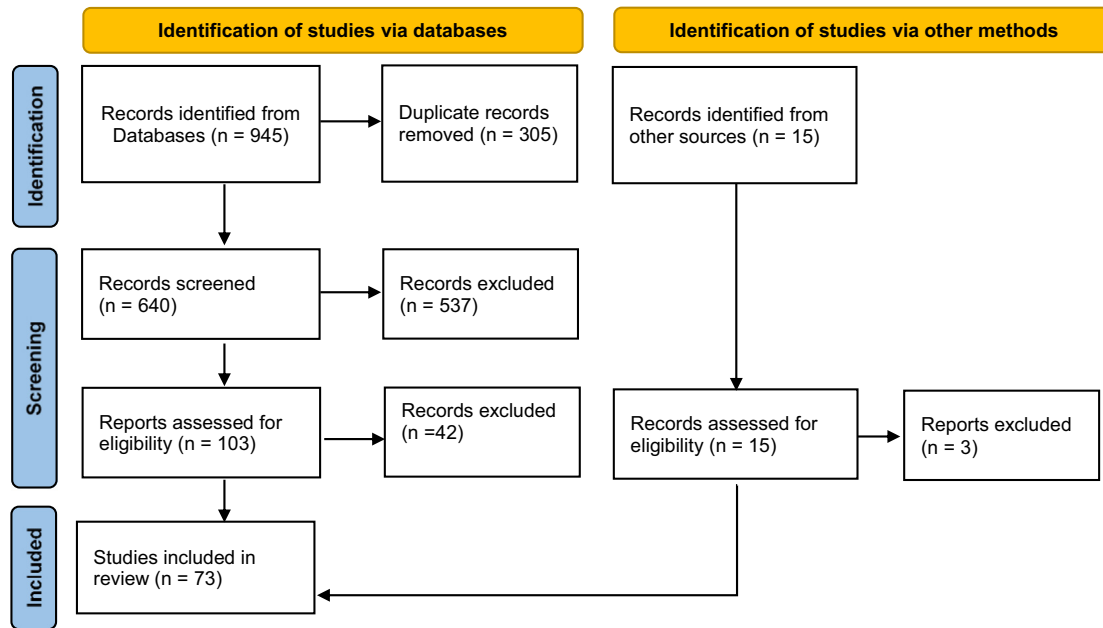 Identification of studies via databases
Identification of studies via other methods
Identification
Records identified from
Databases (n = 945)
Duplicate records
removed (n = 305)
Records identified from
other sources (n = 15)
Screening
Records screened
(n = 640)
Records excluded
(n = 537)
Reports assessed for
eligibility (n = 103)
Records excluded
(n =42)
Records assessed for
eligibility (n = 15)
Reports excluded
(n = 3)
Included
Studies included in
review (n = 73)